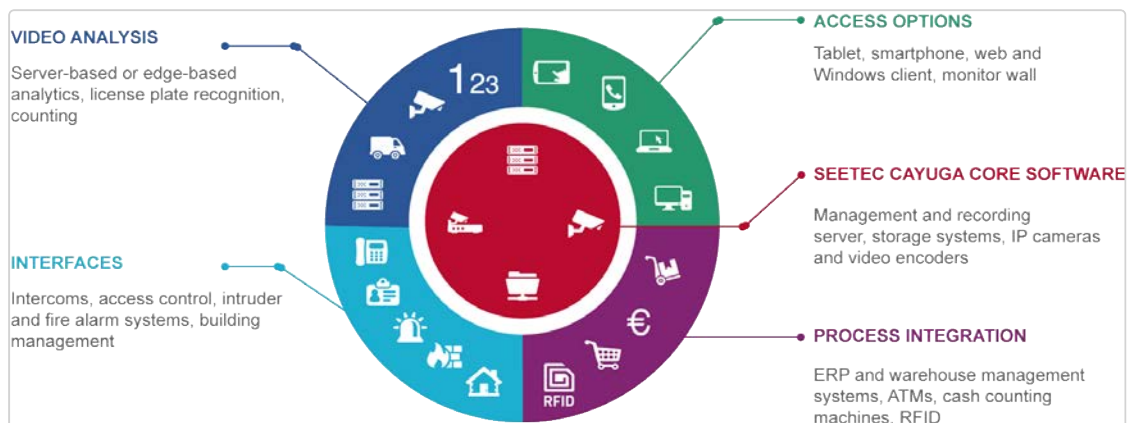 VIDEO ANALYSIS
Server-based or edge-based
analytics, license plate recognition,
counting
INTERFACES
Intercoms, access control, intruder
and fire alarm systems, building
management
123
€
RFID
ACCESS OPTIONS
Tablet, smartphone, web and
Windows client, monitor wall
SEETEC CAYUGA CORE SOFTWARE
Management and recording
server, storage systems, IP cameras
and video encoders
PROCESS INTEGRATION
ERP and warehouse management
systems, ATMs, cash counting
machines, RFID